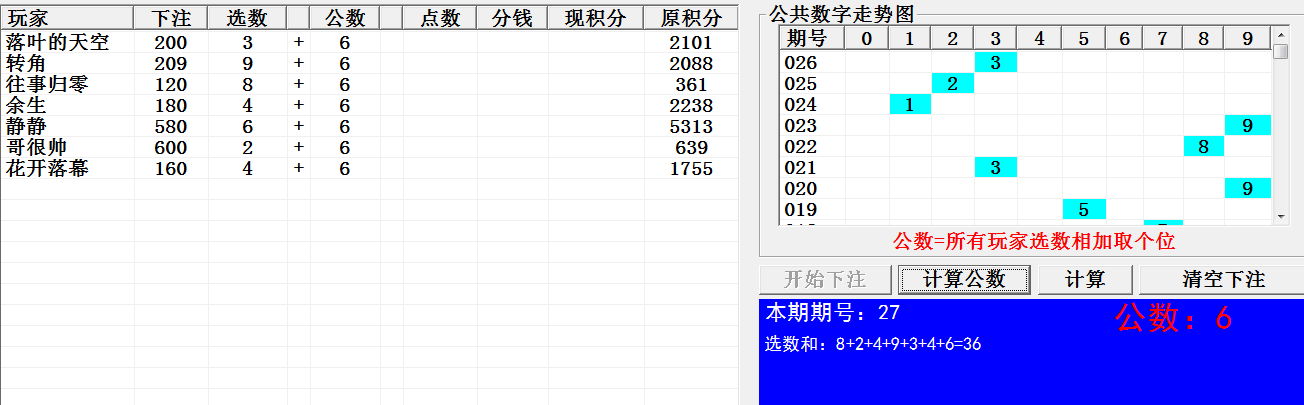 玩家 下注 选数 公数 点数 分钱 现积分 原积分
落叶的天空 200 3 + 6 2101
转角 209 9 + 6 2088
往事归零 120 8 + 6 361
余生 180 4 + 6 2238
静静 580 6 + 6 5313
哥很帅 600 2 + 6 639
花开落幕 160 4 + 6 1755
公共数字走势图
期号 0 1 2 3 4 5 6 7 8 9
026 3
025 2
024 1
023 9
022 8
021 3
020 9
019 5
公数=所有玩家选数相加取个位
开始下注 计算公数 计算 清空下注
本期期号：27 公数：6
选数和：8+2+4+9+3+4+6=36